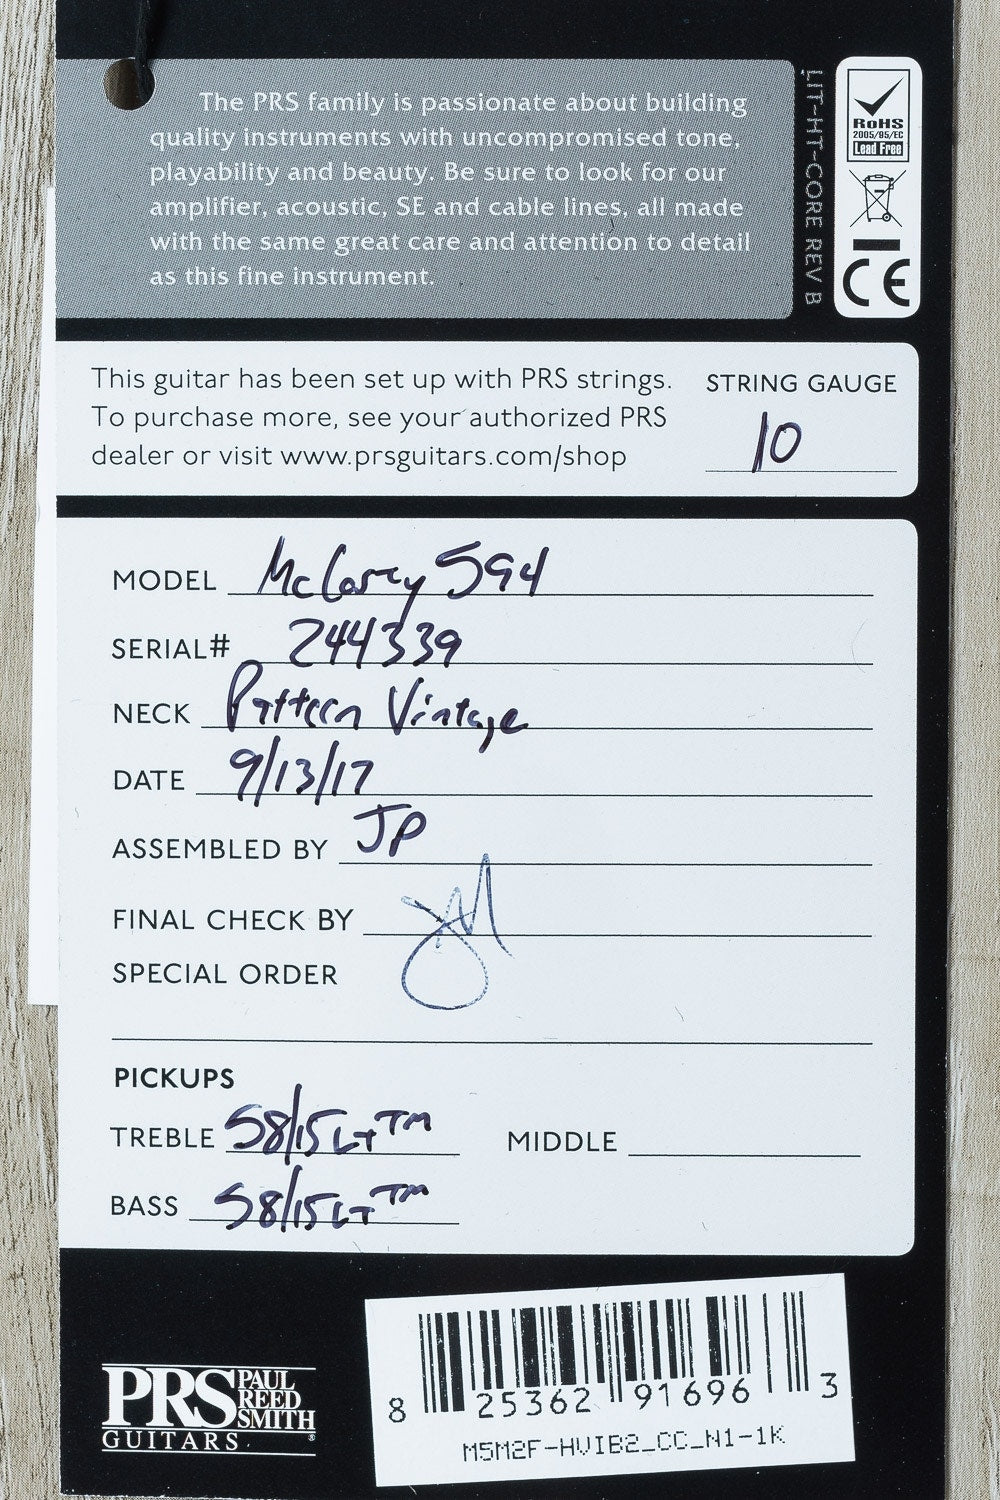 The PRS family is passionate about building
quality instruments with uncompromised tone,
playability and beauty. Be sure to look for our
amplifier, acoustic, SE and cable lines, all made
with the same great care and attention to detail
as this fine instrument.
LIT-HT-CORE REV B
RoHS
2005/95/EC
Lead Free
CE
This guitar has been set up with PRS strings.
To purchase more, see your authorized PRS
dealer or visit www.prsguitars.com/shop
STRING GAUGE
10
MODEL McCarty 594
SERIAL# 244339
NECK Pattern Vintage
DATE 9/13/17
ASSEMBLED BY JP
FINAL CHECK BY
SPECIAL ORDER
PICKUPS
TREBLE 58/15 LT TM MIDDLE
BASS 58/15 LT TM
PRS PAUL REED SMITH
GUITARS
8 25362 91696 3
M5M2F-HVIB2_CC_N1-1K